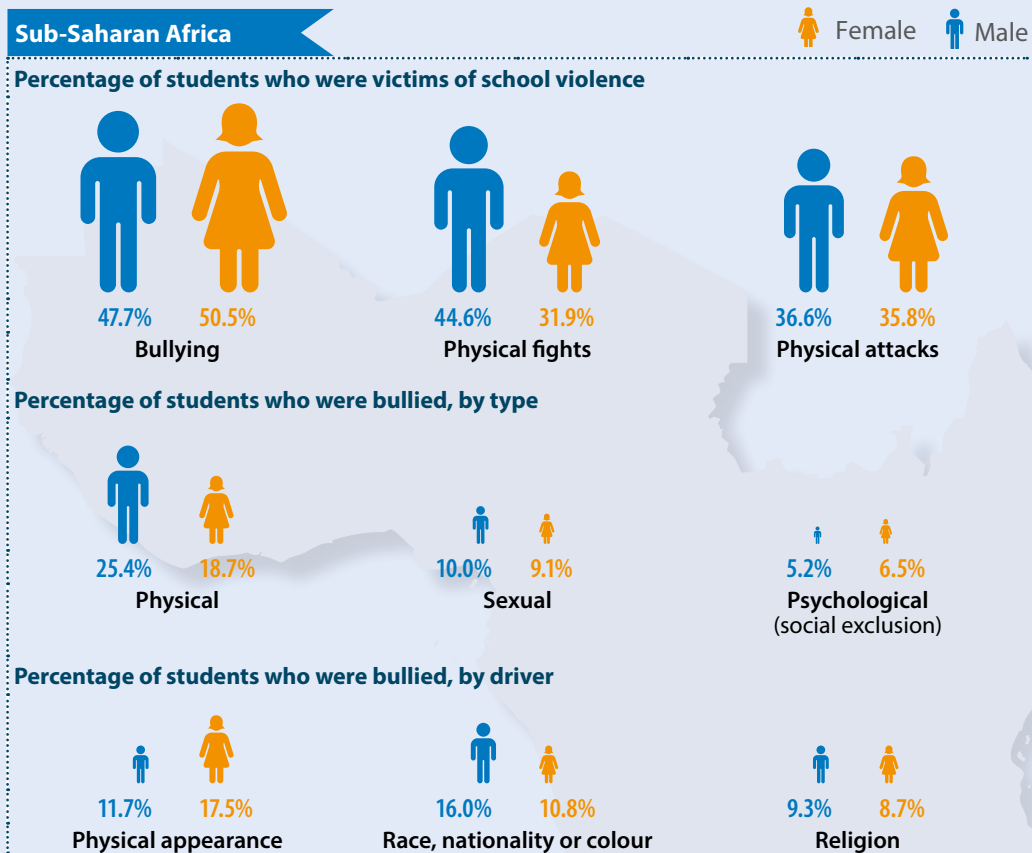 Sub-Saharan Africa
Female Male
Percentage of students who were victims of school violence
47.7% 50.5% 44.6% 31.9% 36.6% 35.8%
Bullying Physical fights Physical attacks
Percentage of students who were bullied, by type
25.4% 18.7% 10.0% 9.1% 5.2% 6.5%
Physical Sexual Psychological
(social exclusion)
Percentage of students who were bullied, by driver
11.7% 17.5% 16.0% 10.8% 9.3% 8.7%
Physical appearance Race, nationality or colour Religion